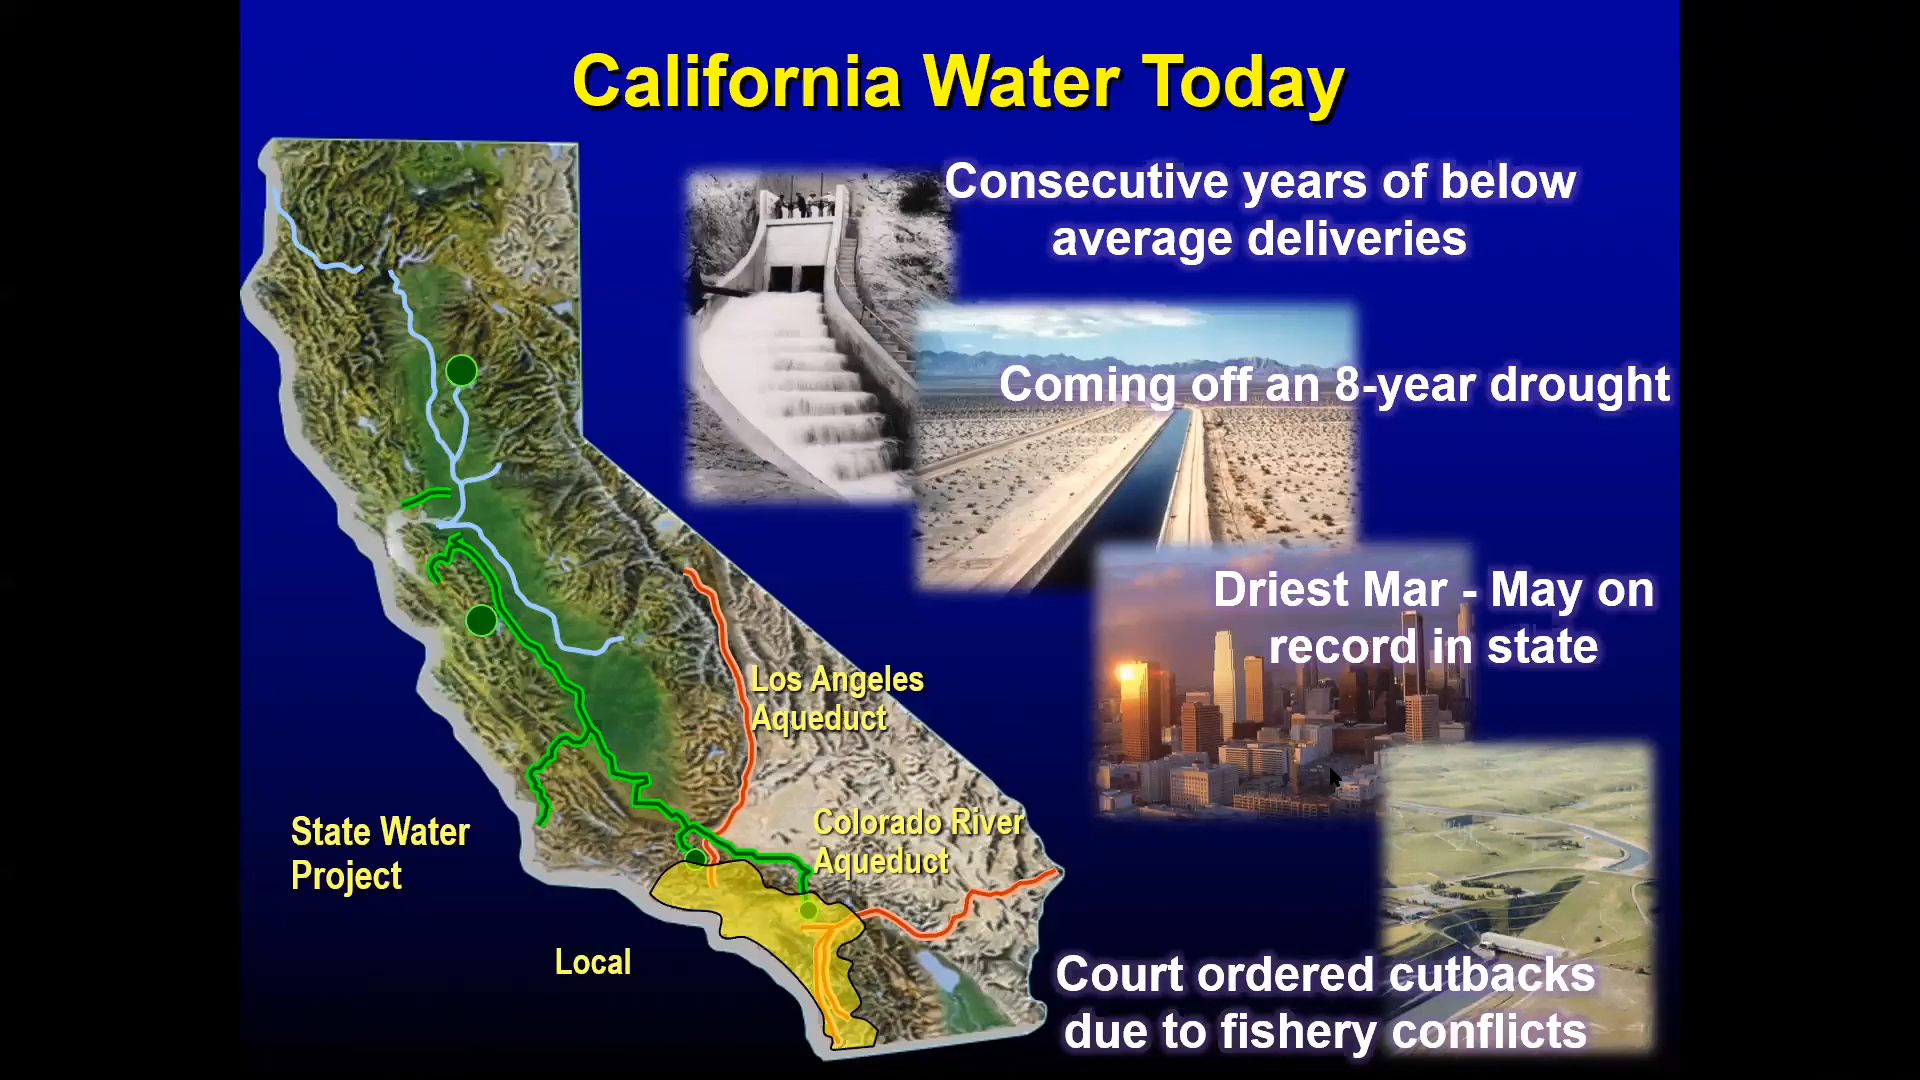 California Water Today
Consecutive years of below
average deliveries
Coming off an 8-year drought
Driest Mar - May on
record in state
Los Angeles
Aqueduct
State Water
Project
Colorado River
Aqueduct
Local
Court ordered cutbacks
due to fishery conflicts